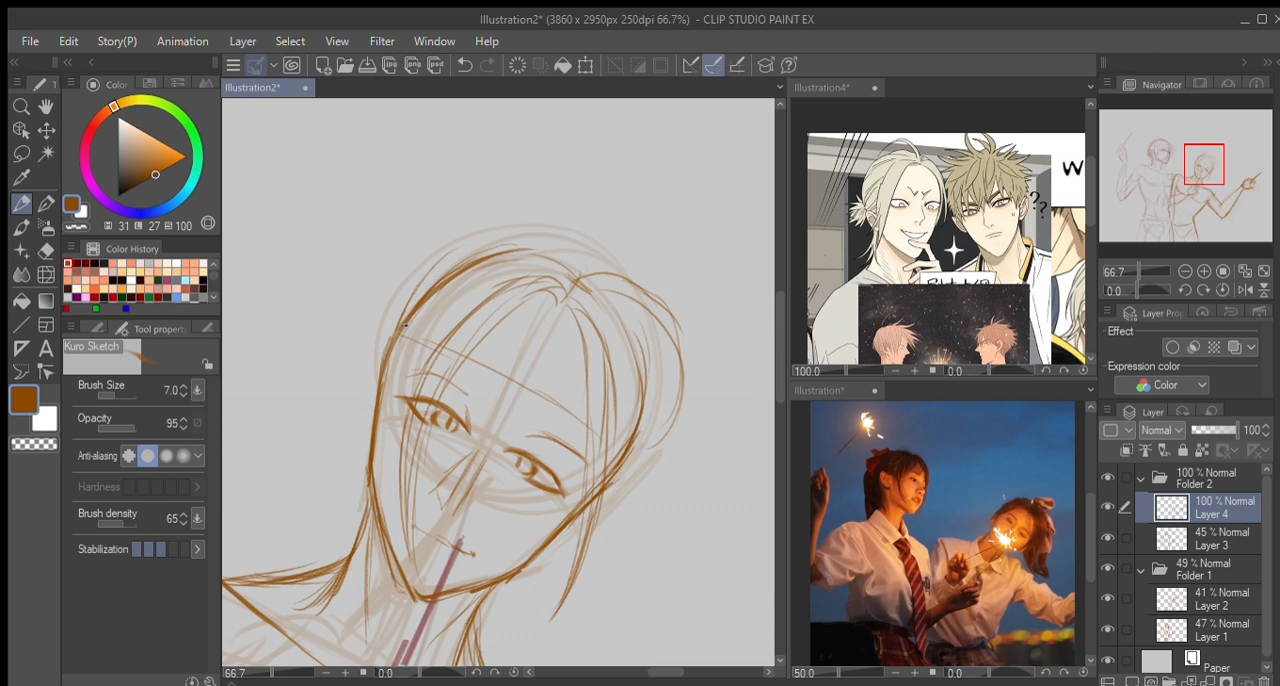 Illustration2* (3860 x 2950px 250dpi 66.7%) - CLIP STUDIO PAINT EX
File Edit Story(P) Animation Layer Select View Filter Window Help
1 Color
Illustration2*
Illustration4*
Navigator
31 27 100
Color History
W
??
66.7
0.0
Tool property
Layer Prop
Kuro Sketch
Effect
Brush Size 7.0
Expression color
100.0 0.0
Color
Opacity 95
Illustration*
Layer
Anti-aliasing
Normal 100
Hardness
100 % Normal
Folder 2
Brush density 65
100 % Normal
Layer 4
Stabilization
45 % Normal
Layer 3
49 % Normal
Folder 1
41 % Normal
Layer 2
47 % Normal
Layer 1
Paper
66.7 0.0
50.0 0.0